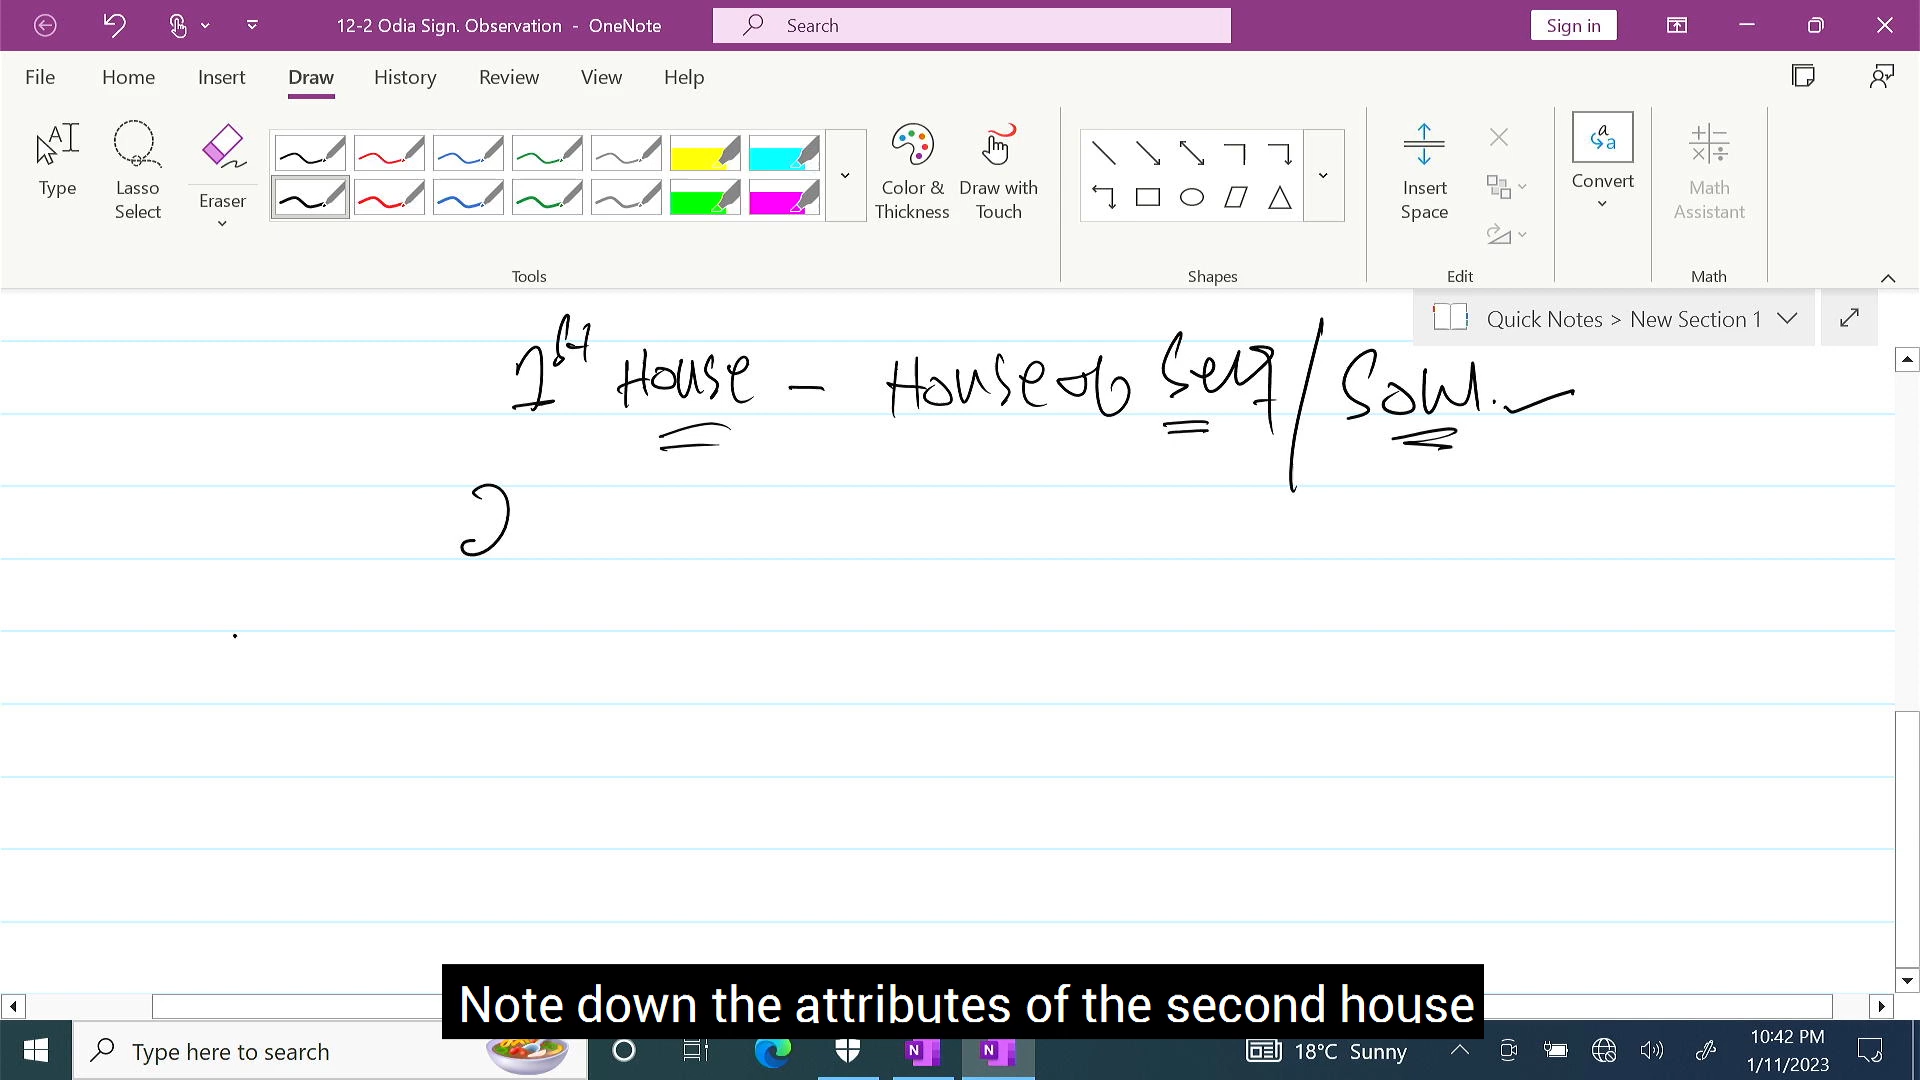 12-2 Odia Sign. Observation - OneNote
Search
Sign in
File Home Insert Draw History Review View Help
Type
Lasso Select
Eraser
Color & Thickness
Draw with Touch
Insert Space
Convert
Math Assistant
Tools
Shapes
Edit
Math
Quick Notes > New Section 1
1st House - House of Self / Soul.
2
Note down the attributes of the second house
Type here to search
18°C Sunny
10:42 PM
1/11/2023